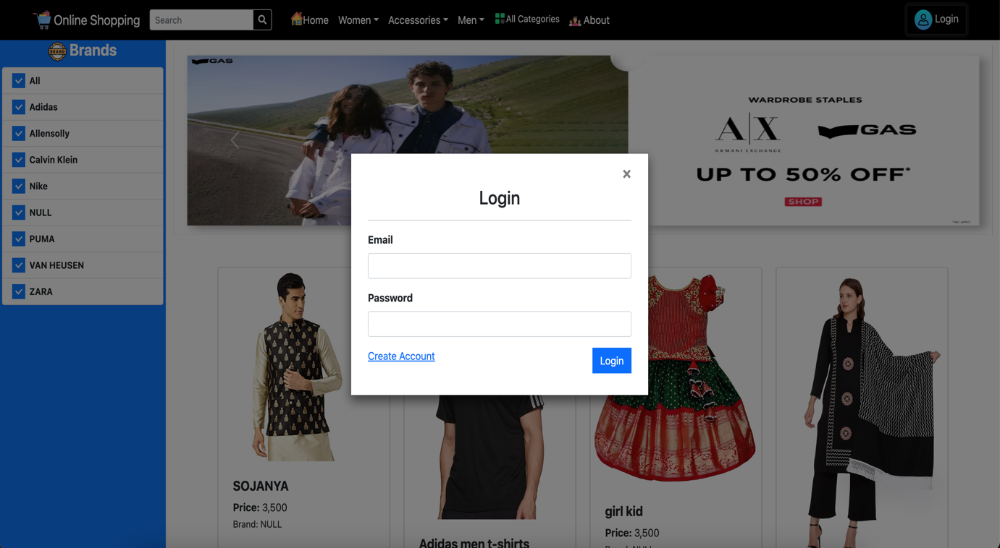 Online Shopping
Search
Home
Women
Accessories
Men
All Categories
About
Login
BRAND
Brands
All
Adidas
Allensolly
Calvin Klein
Nike
NULL
PUMA
VAN HEUSEN
ZARA
GAS
WARDROBE STAPLES
A|X
ARMANI EXCHANGE
GAS
UP TO 50% OFF*
SHOP
×
Login
Email
Password
Create Account
Login
SOJANYA
Price: 3,500
Brand: NULL
Adidas men t-shirts
girl kid
Price: 3,500